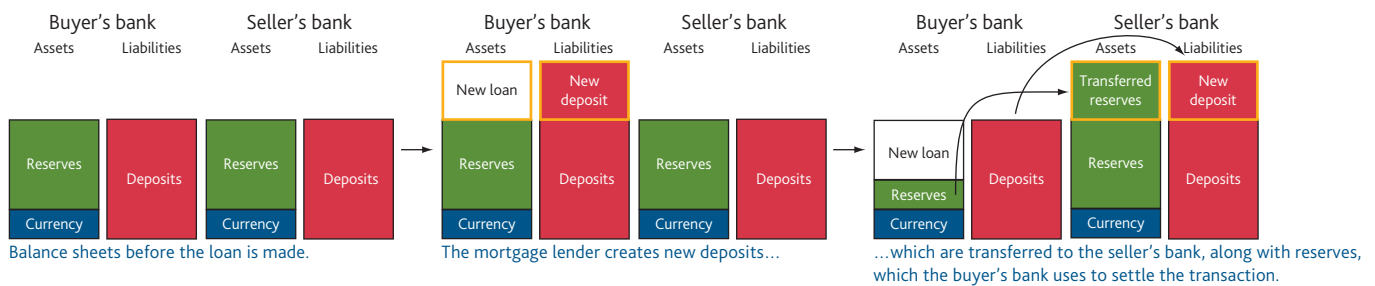 Buyer's bank
Seller's bank
Assets
Liabilities
Assets
Liabilities
Reserves
Currency
Deposits
Reserves
Currency
Deposits
Balance sheets before the loan is made.
Buyer's bank
Seller's bank
Assets
Liabilities
Assets
Liabilities
New loan
New
deposit
Reserves
Currency
Deposits
Reserves
Currency
Deposits
The mortgage lender creates new deposits…
Buyer's bank
Seller's bank
Assets
Liabilities
Assets
Liabilities
New loan
Reserves
Currency
Deposits
Transferred
reserves
Reserves
Currency
New
deposit
Deposits
…which are transferred to the seller's bank, along with reserves,
which the buyer's bank uses to settle the transaction.